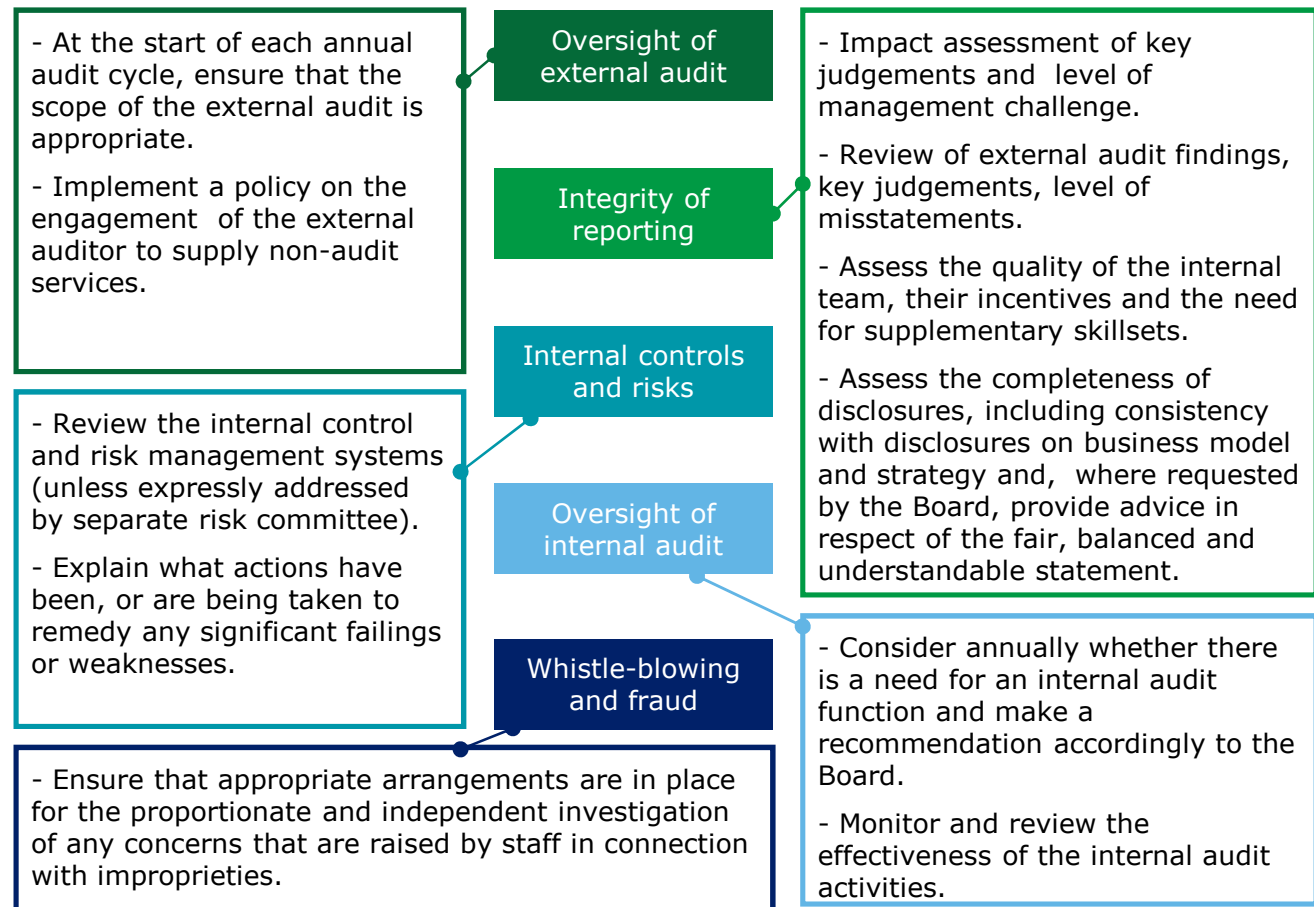 - At the start of each annual
audit cycle, ensure that the
scope of the external audit is
appropriate.
- Implement a policy on the
engagement  of the external
auditor to supply non-audit
services.
Oversight of
external audit
Integrity of
reporting
- Impact assessment of key
judgements and  level of
management challenge.
- Review of external audit findings,
key judgements, level of
misstatements.
- Assess the quality of the internal
team, their incentives and the need
for supplementary skillsets.
- Assess the completeness of
disclosures, including consistency
with disclosures on business model
and strategy and,  where requested
by the Board, provide advice in
respect of the fair, balanced and
understandable statement.
Internal controls
and risks
- Review the internal control
and risk management systems
(unless expressly addressed
by separate risk committee).
- Explain what actions have
been, or are being taken to
remedy any significant failings
or weaknesses.
Oversight of
internal audit
- Consider annually whether there
is a need for an internal audit
function and make a
recommendation accordingly to the
Board.
- Monitor and review the
effectiveness of the internal audit
activities.
Whistle-blowing
and fraud
- Ensure that appropriate arrangements are in place
for the proportionate and independent investigation
of any concerns that are raised by staff in connection
with improprieties.